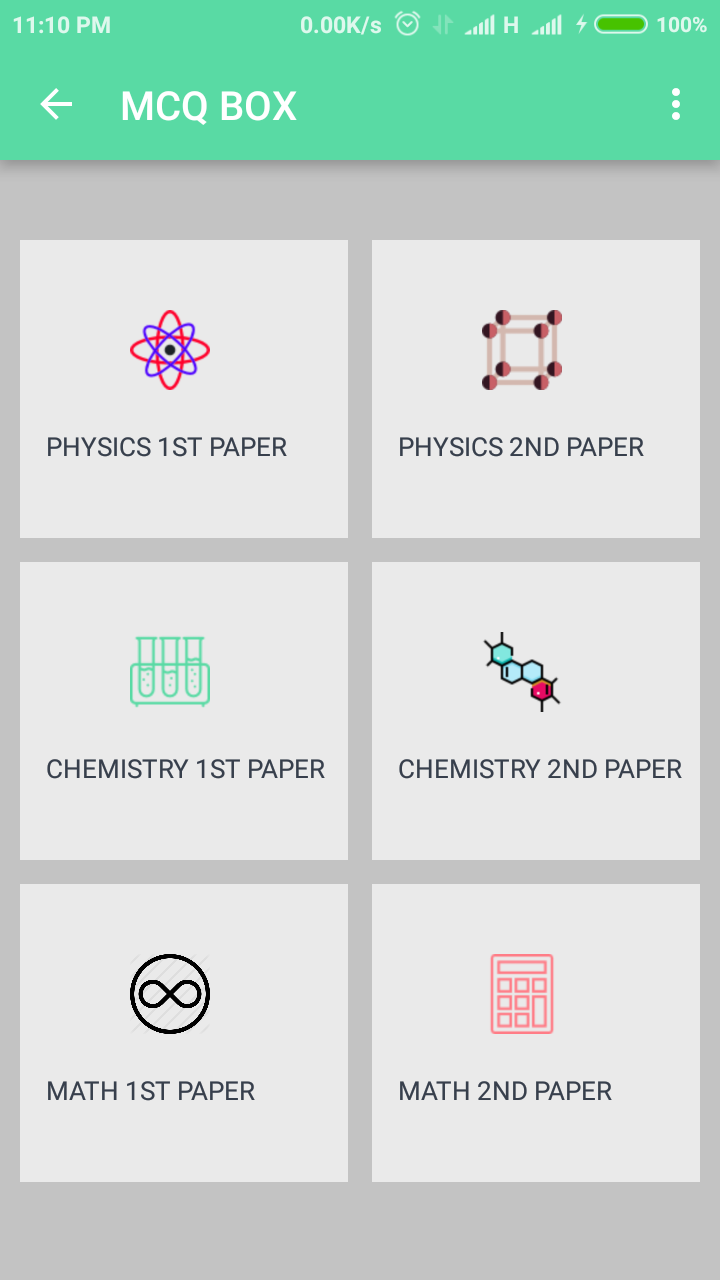 11:10 PM 0.00K/s H 100%
MCQ BOX
PHYSICS 1ST PAPER
PHYSICS 2ND PAPER
CHEMISTRY 1ST PAPER
CHEMISTRY 2ND PAPER
MATH 1ST PAPER
MATH 2ND PAPER